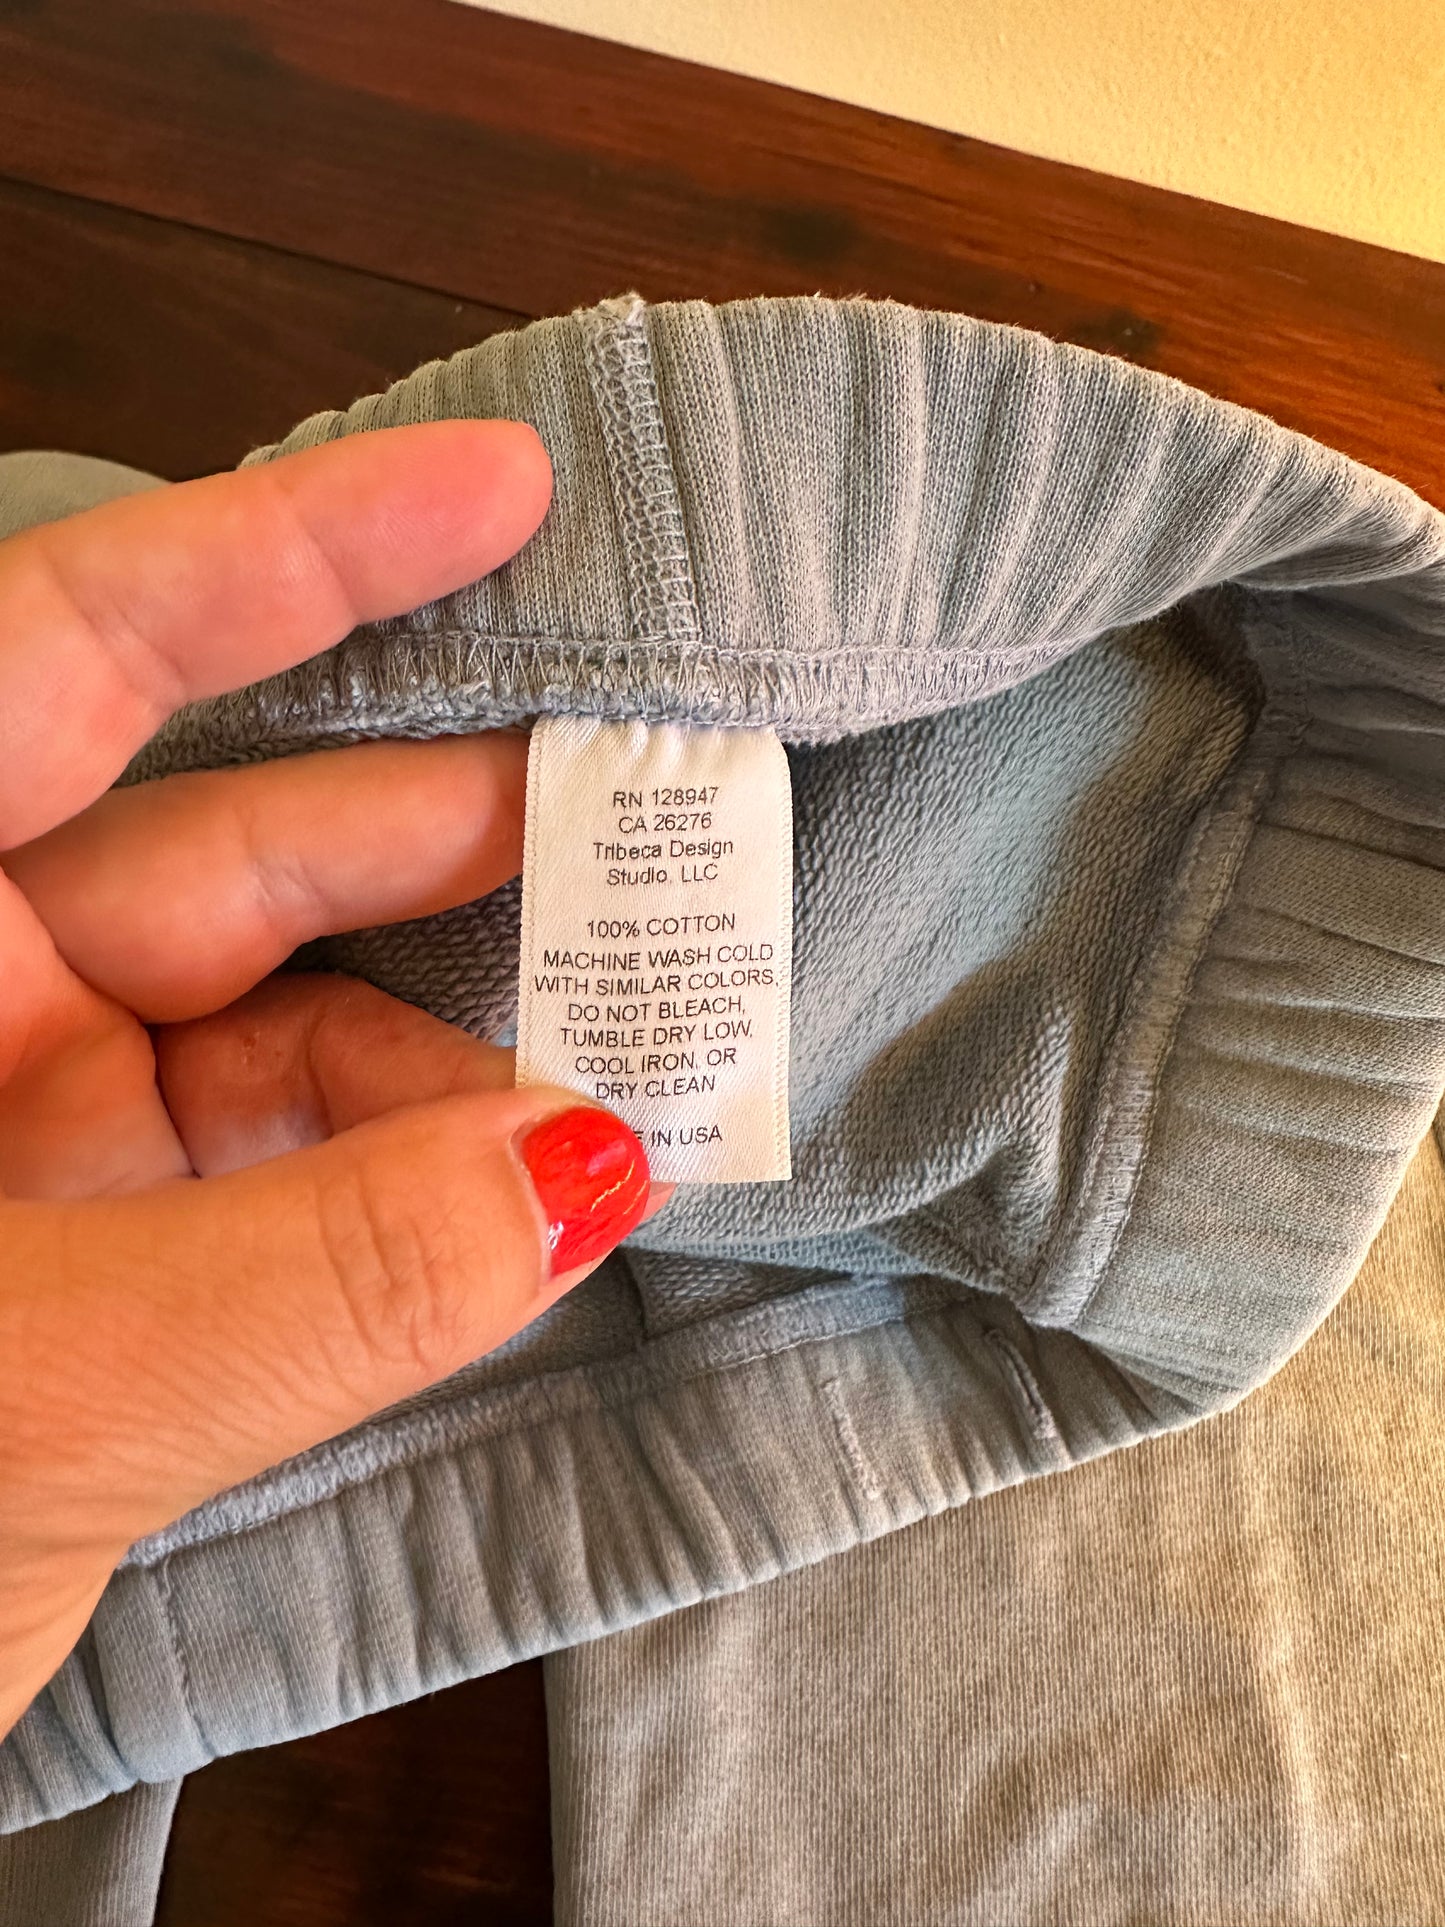 RN 128947
CA 26276
Tribeca Design
Studio, LLC
100% COTTON
MACHINE WASH COLD
WITH SIMILAR COLORS,
DO NOT BLEACH,
TUMBLE DRY LOW,
COOL IRON, OR
DRY CLEAN
IN USA